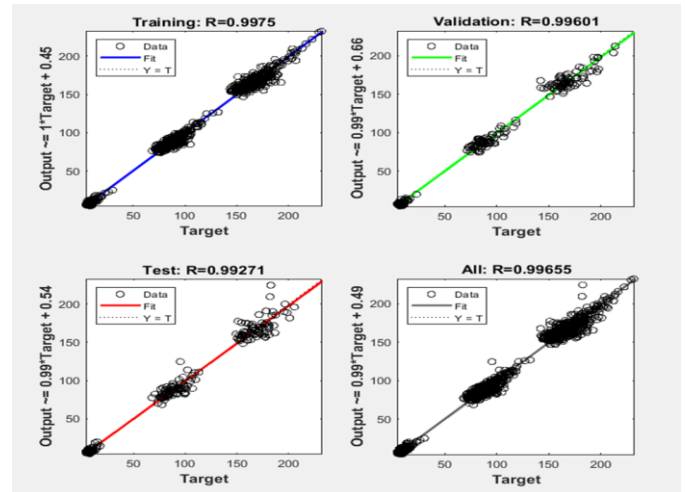 Training: R=0.9975
Output ~= 1*Target + 0.45
200
150
100
50
Data
Fit
Y = T
50 100 150 200
Target
Validation: R=0.99601
Output ~= 0.99*Target + 0.66
200
150
100
50
Data
Fit
Y = T
50 100 150 200
Target
Test: R=0.99271
Output ~= 0.99*Target + 0.54
200
150
100
50
Data
Fit
Y = T
50 100 150 200
Target
All: R=0.99655
Output ~= 0.99*Target + 0.49
200
150
100
50
Data
Fit
Y = T
50 100 150 200
Target